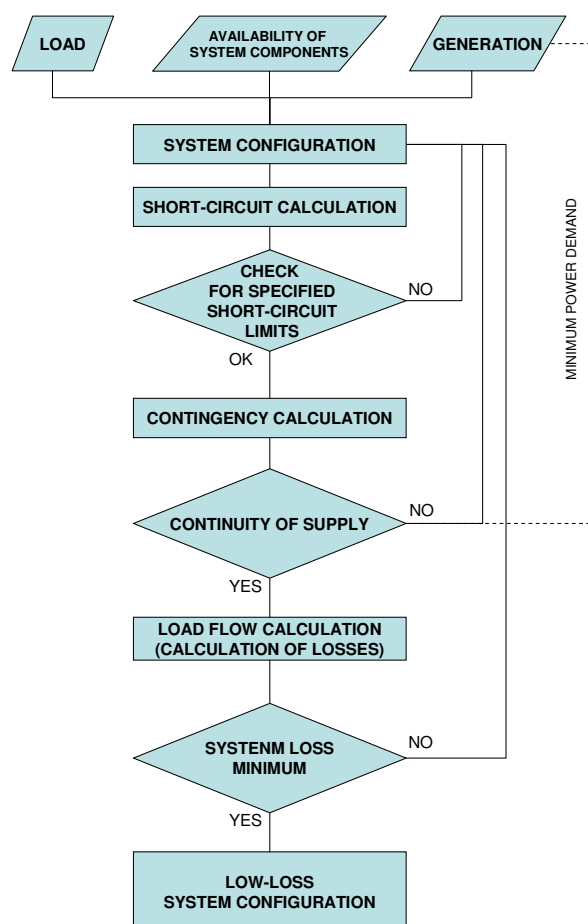 LOAD
AVAILABILITY OF
SYSTEM COMPONENTS
GENERATION
SYSTEM CONFIGURATION
SHORT-CIRCUIT CALCULATION
CHECK
FOR SPECIFIED
SHORT-CIRCUIT
LIMITS
NO
OK
MINIMUM POWER DEMAND
CONTINGENCY CALCULATION
CONTINUITY OF SUPPLY
NO
YES
LOAD FLOW CALCULATION
(CALCULATION OF LOSSES)
SYSTENM LOSS
MINIMUM
NO
YES
LOW-LOSS
SYSTEM CONFIGURATION